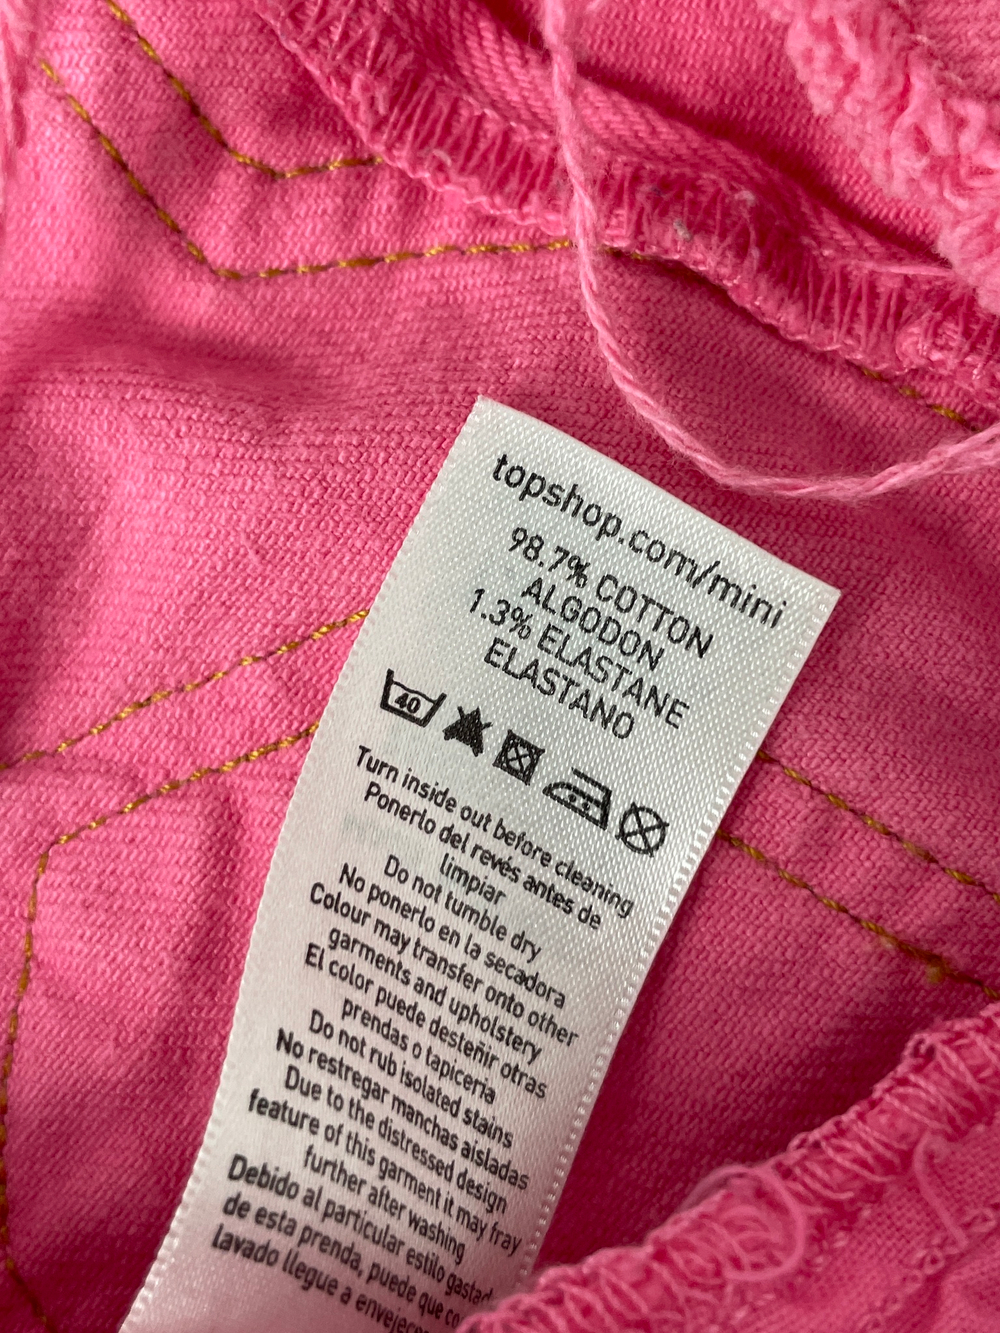 topshop.com/mini
98.7% COTTON
ALGODON
1.3% ELASTANE
ELASTANO
40
Turn inside out before cleaning
Ponerlo del revés antes de
limpiar
Do not tumble dry
No ponerlo en la secadora
Colour may transfer onto other
garments and upholstery
El color puede desteñir otras
prendas o tapiceria
Do not rub isolated stains
No restregar manchas aisladas
Due to the distressed design
feature of this garment it may fray
further after washing
Debido al particular estilo
de esta prenda, puede que
lavado llegue a